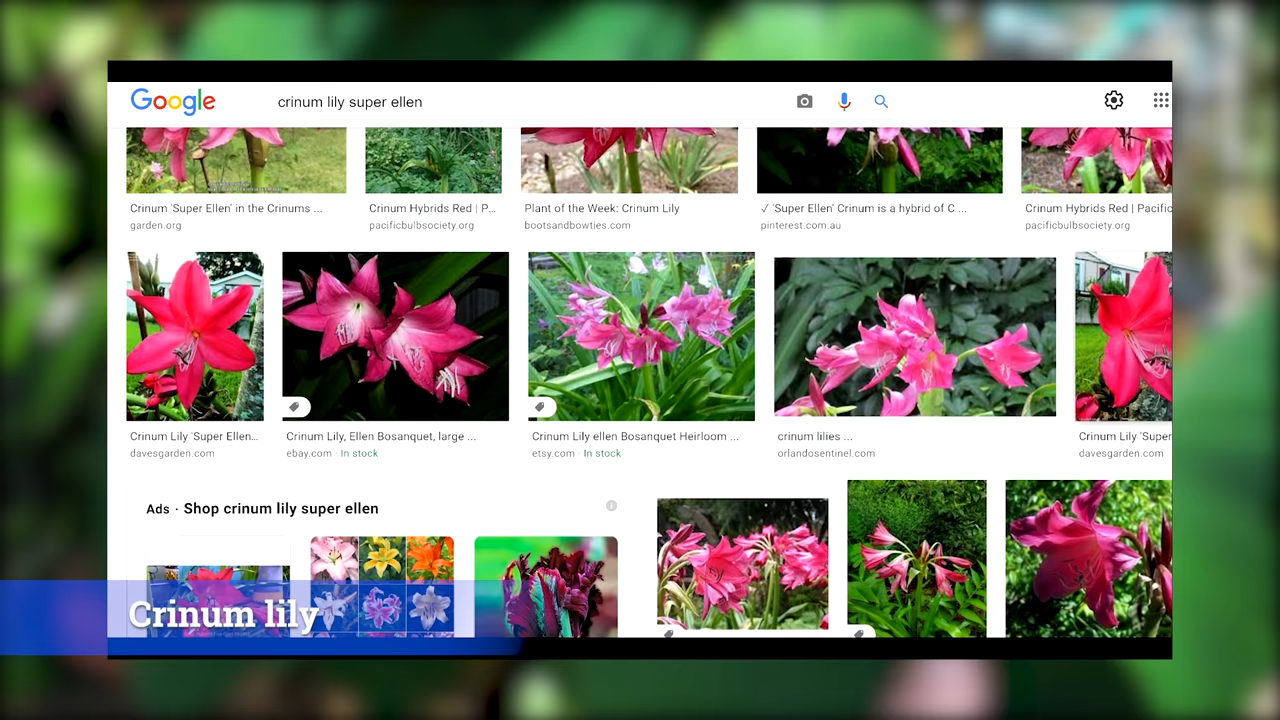 Google
crinum lily super ellen
Crinum 'Super Ellen' in the Crinums ...
garden.org
Crinum Hybrids Red | P...
pacificbulbsociety.org
Plant of the Week: Crinum Lily
bootsandbowties.com
✓ 'Super Ellen' Crinum is a hybrid of C ...
pinterest.com.au
Crinum Hybrids Red | Pacific
pacificbulbsociety.org
Crinum Lily 'Super Ellen...
davesgarden.com
Crinum Lily, Ellen Bosanquet, large ...
ebay.com · In stock
Crinum Lily ellen Bosanquet Heirloom ...
etsy.com · In stock
crinum lilies ...
orlandosentinel.com
Crinum Lily 'Super
davesgarden.com
Ads · Shop crinum lily super ellen
Crinum lily